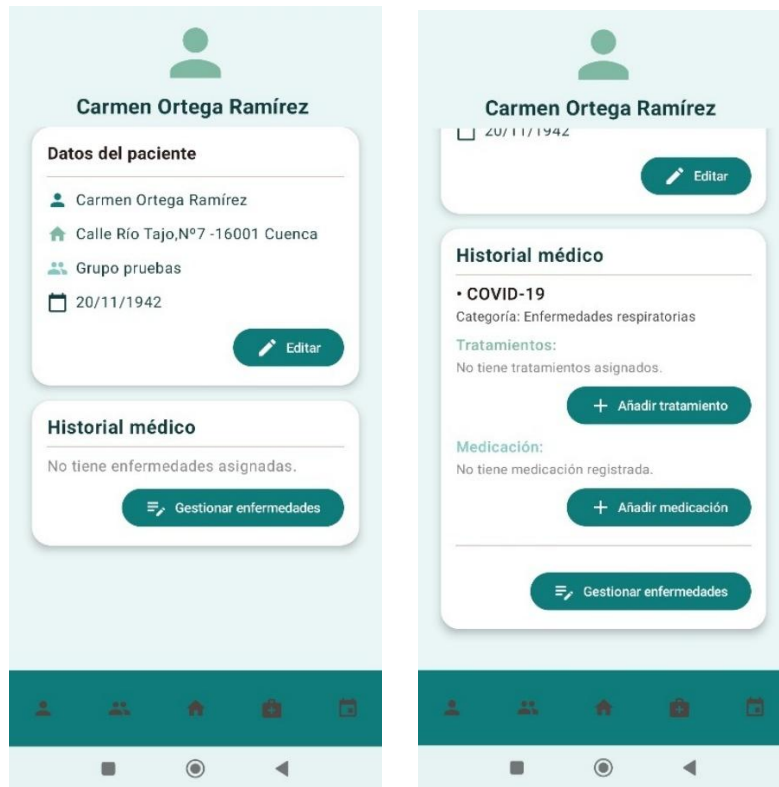 Carmen Ortega Ramírez
Datos del paciente
Carmen Ortega Ramírez
Calle Río Tajo,Nº7 -16001 Cuenca
Grupo pruebas
20/11/1942
Editar
Historial médico
No tiene enfermedades asignadas.
Gestionar enfermedades
Carmen Ortega Ramírez
20/11/1942
Editar
Historial médico
• COVID-19
Categoría: Enfermedades respiratorias
Tratamientos:
No tiene tratamientos asignados.
+ Añadir tratamiento
Medicación:
No tiene medicación registrada.
+ Añadir medicación
Gestionar enfermedades